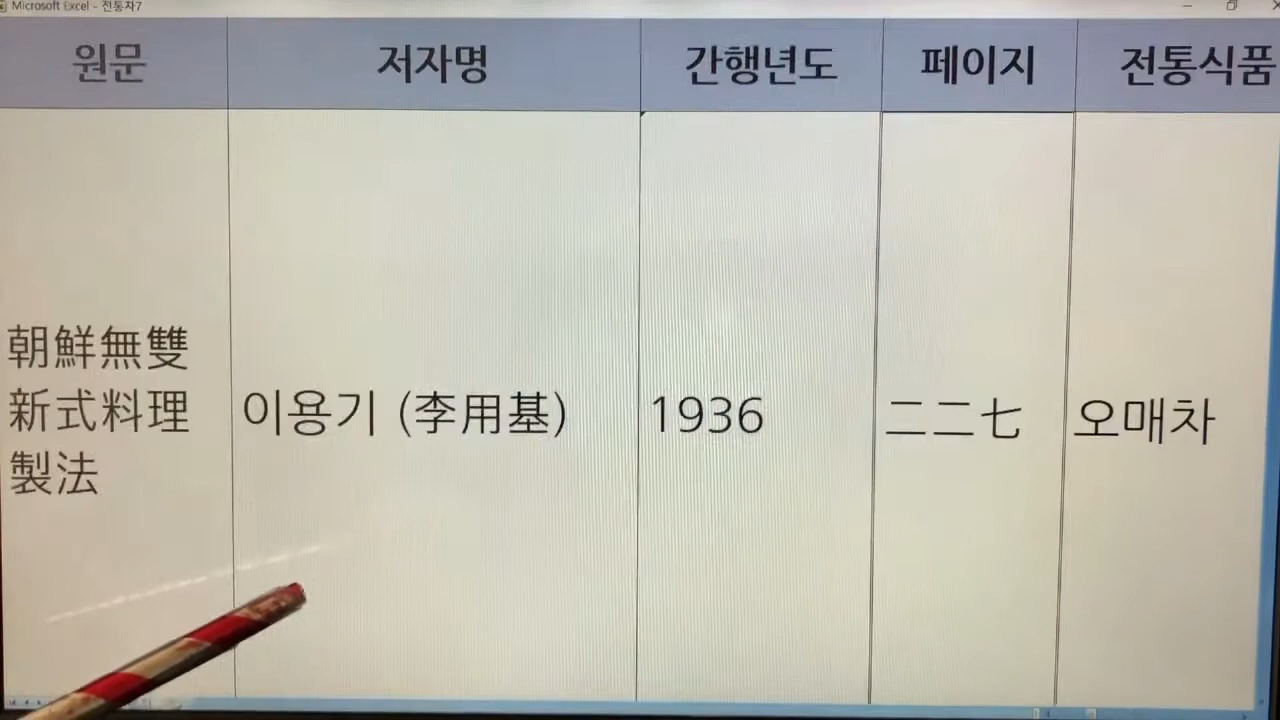 Microsoft Excel - 전통차7
원문 저자명 간행년도 페이지 전통식품
朝鮮無雙
新式料理
製法
이용기 (李用基) 1936 二二七 오매차